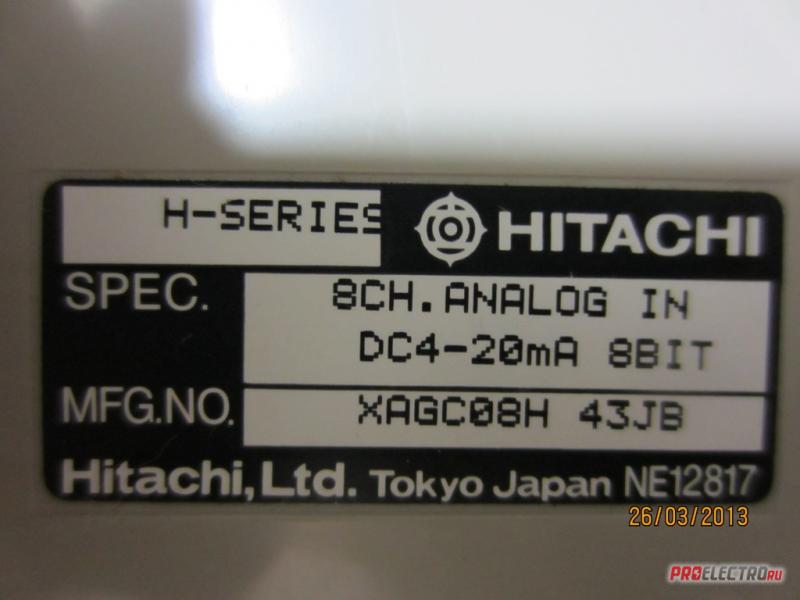 H-SERIES
HITACHI
SPEC. 8CH.ANALOG IN
DC4-20mA 8BIT
MFG.NO. XAGC08H 43JB
Hitachi,Ltd. Tokyo Japan NE12817
26/03/2013
PROELECTRO.RU